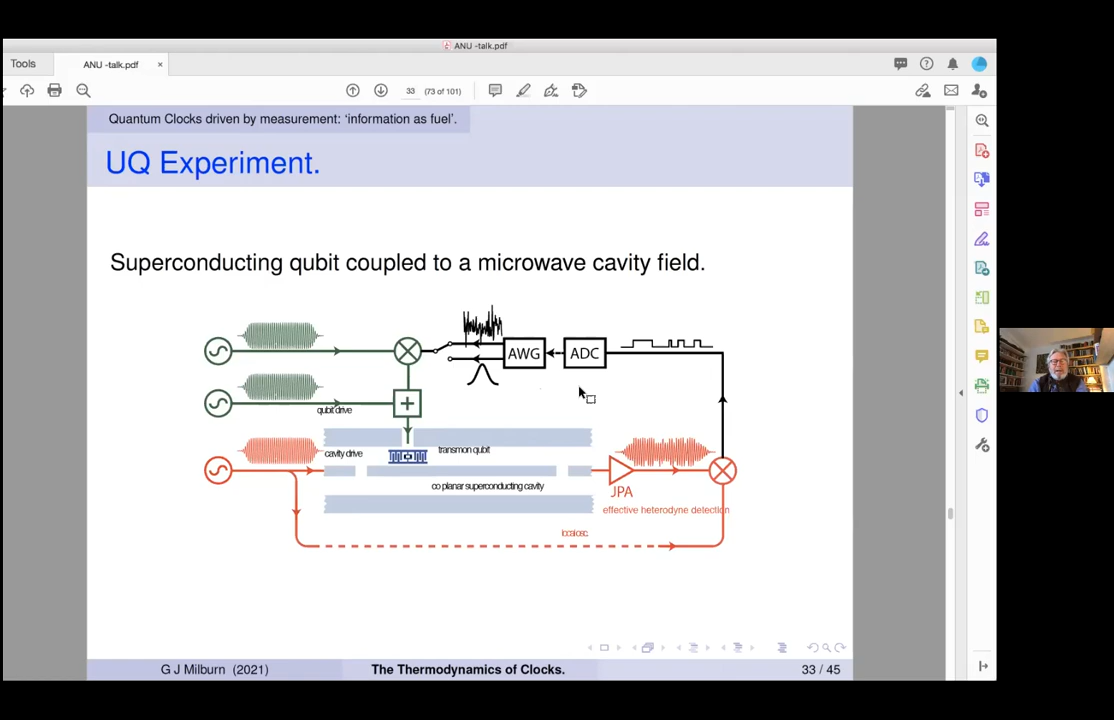 ANU -talk.pdf
Tools
ANU -talk.pdf
33
(73 of 101)
Quantum Clocks driven by measurement: ‘information as fuel’.
UQ Experiment.
Superconducting qubit coupled to a microwave cavity field.
AWG
ADC
qubit drive
cavity drive
transmon qubit
co planar superconducting cavity
JPA
effective heterodyne detection
local osc.
G J Milburn (2021)
The Thermodynamics of Clocks.
33 / 45